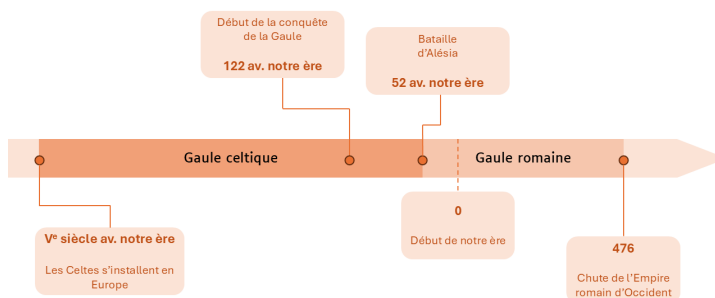 Début de la conquête
de la Gaule
122 av. notre ère
Bataille
d’Alésia
52 av. notre ère
Gaule celtique
Gaule romaine
Vᵉ siècle av. notre ère
Les Celtes s’installent en
Europe
0
Début de notre ère
476
Chute de l’Empire
romain d’Occident